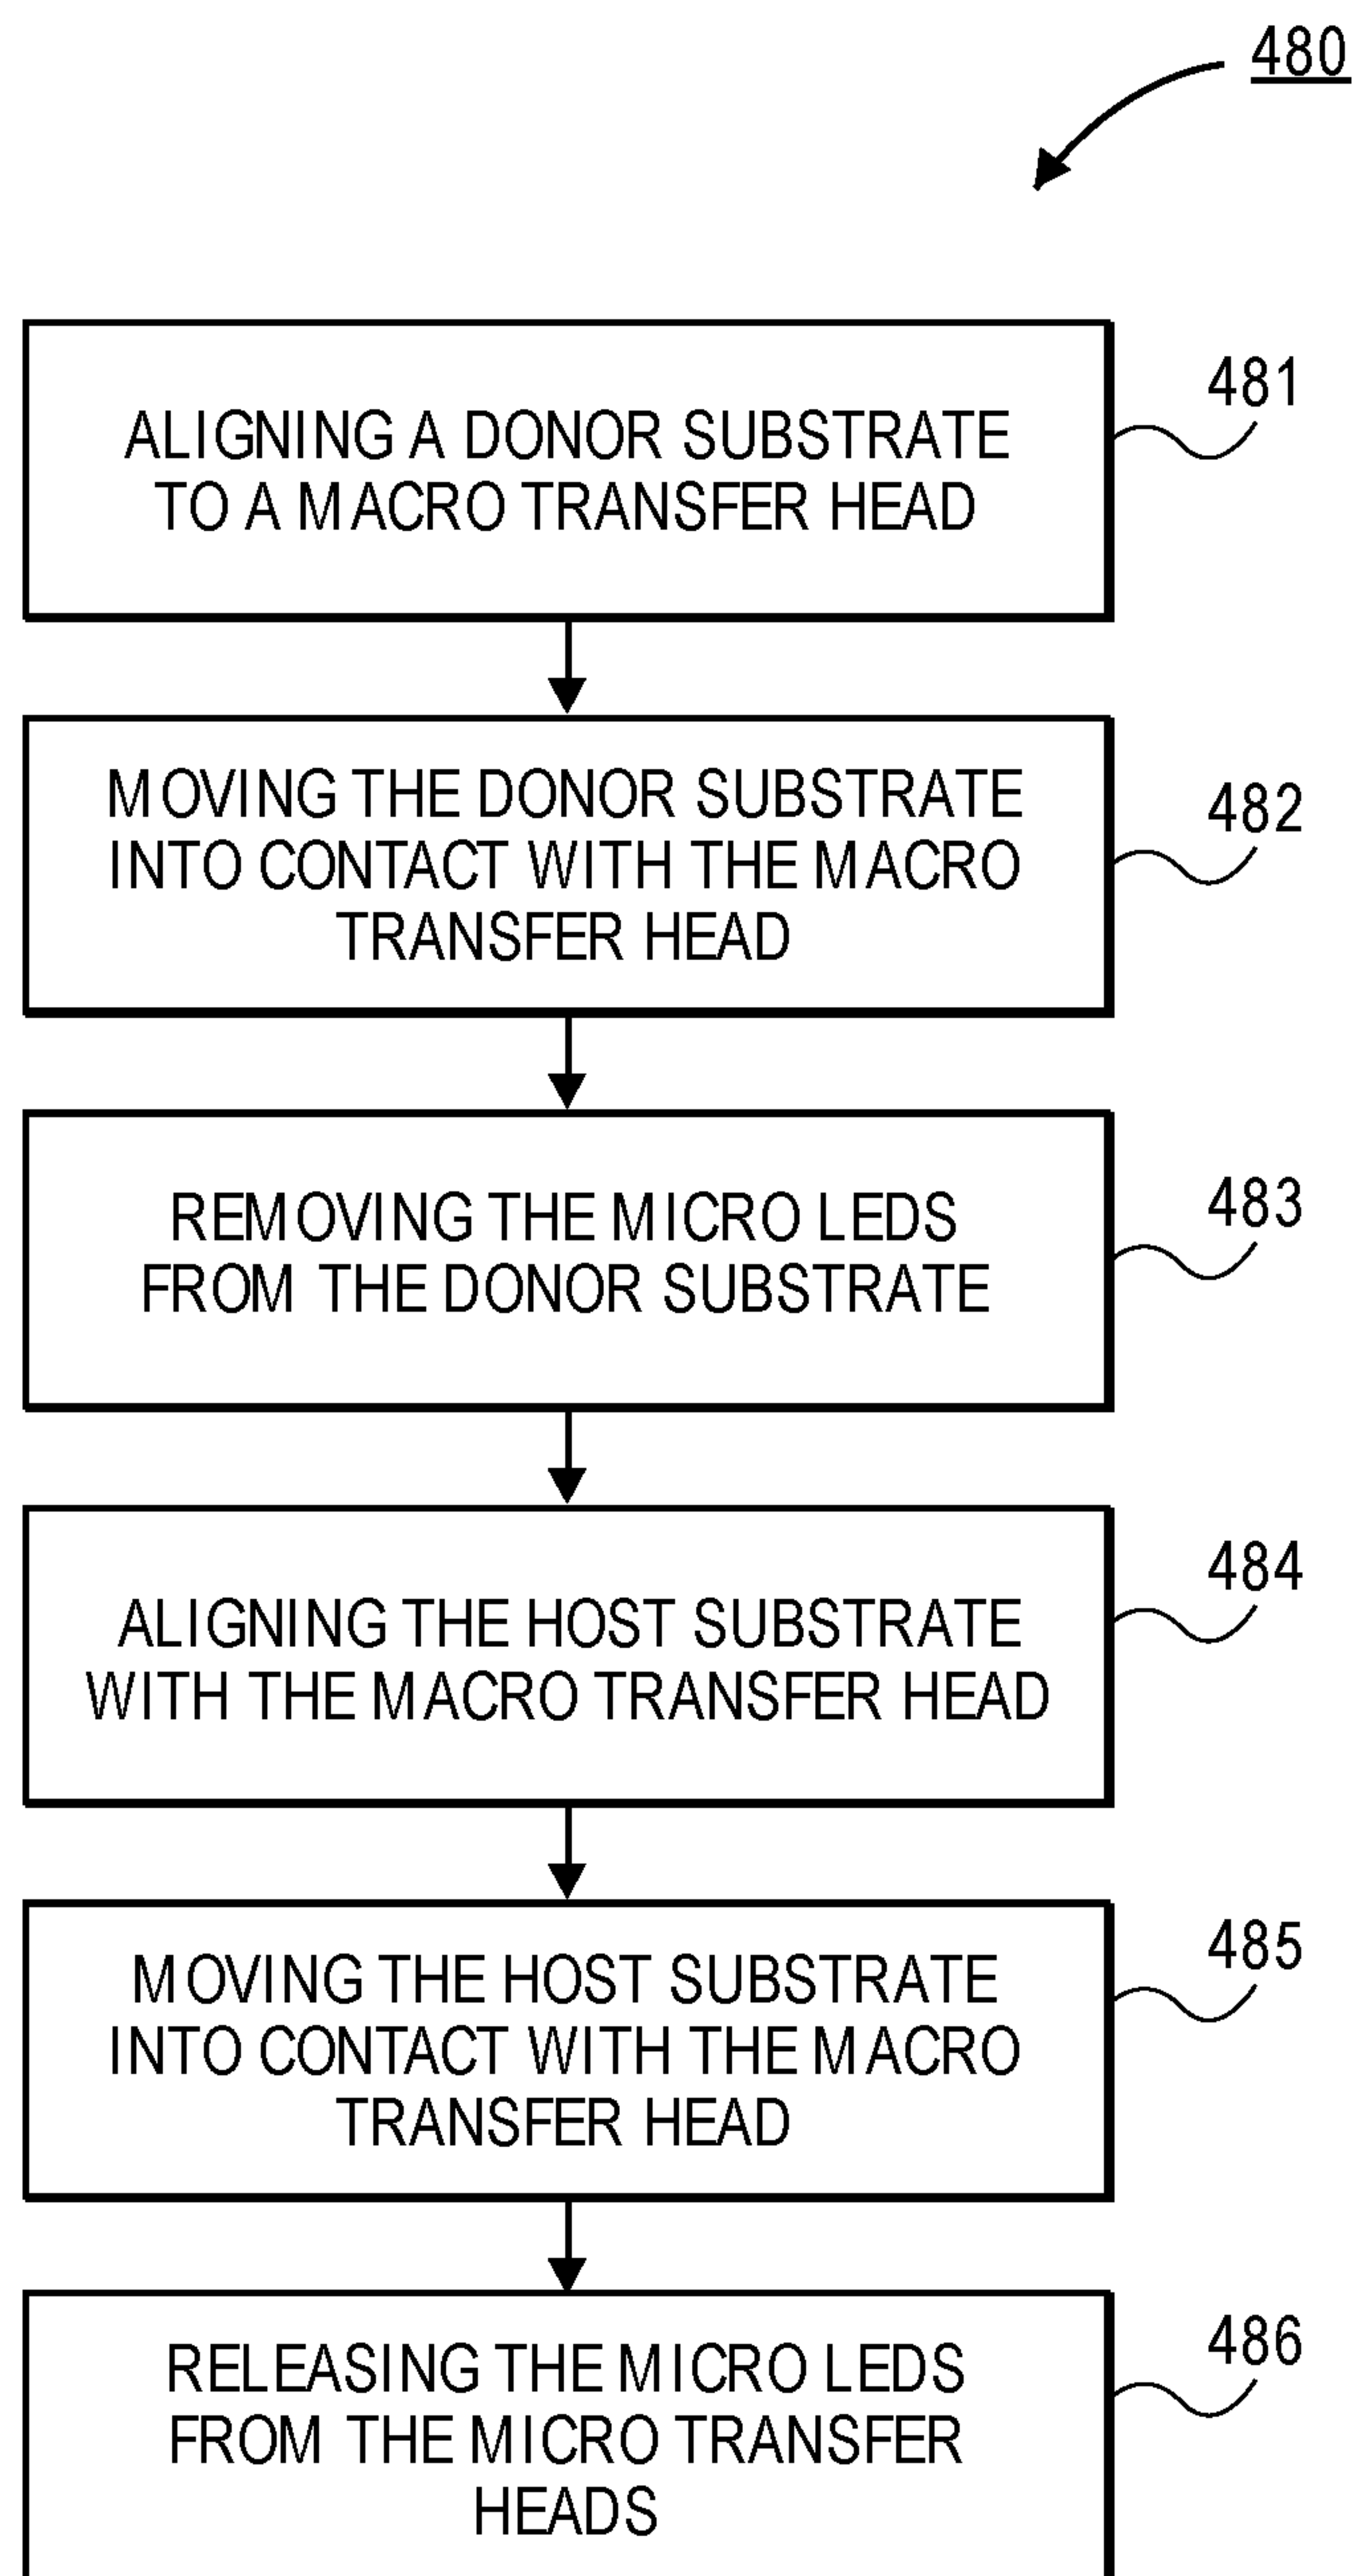 480
ALIGNING A DONOR SUBSTRATE
TO A MACRO TRANSFER HEAD
481
MOVING THE DONOR SUBSTRATE
INTO CONTACT WITH THE MACRO
TRANSFER HEAD
482
REMOVING THE MICRO LEDS
FROM THE DONOR SUBSTRATE
483
ALIGNING THE HOST SUBSTRATE
WITH THE MACRO TRANSFER HEAD
484
MOVING THE HOST SUBSTRATE
INTO CONTACT WITH THE MACRO
TRANSFER HEAD
485
RELEASING THE MICRO LEDS
FROM THE MICRO TRANSFER
HEADS
486